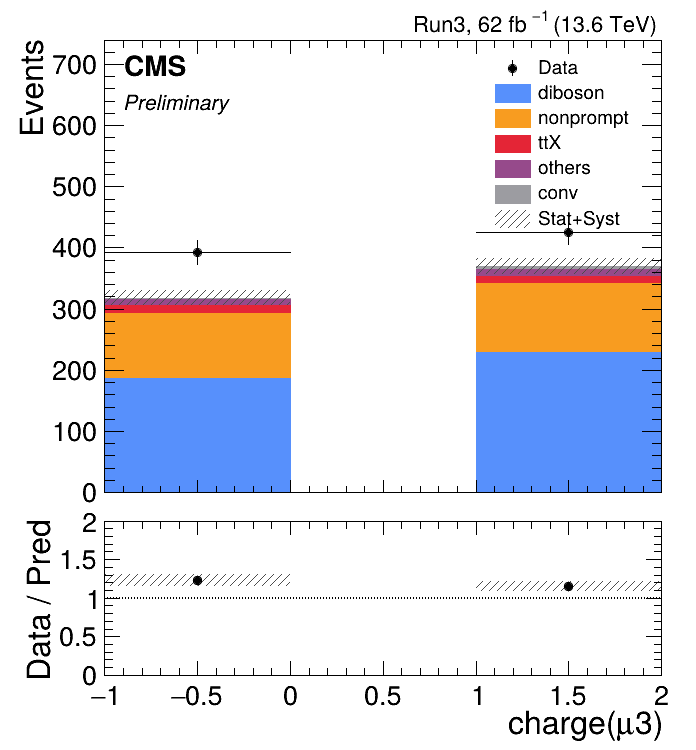 Run3, 62 fb⁻¹ (13.6 TeV)
Events
700
600
500
400
300
200
100
0
CMS
Preliminary
Data
diboson
nonprompt
ttX
others
conv
Stat+Syst
Data / Pred
2
1.5
1
0.5
0
−1 −0.5 0 0.5 1 1.5 2
charge(μ3)